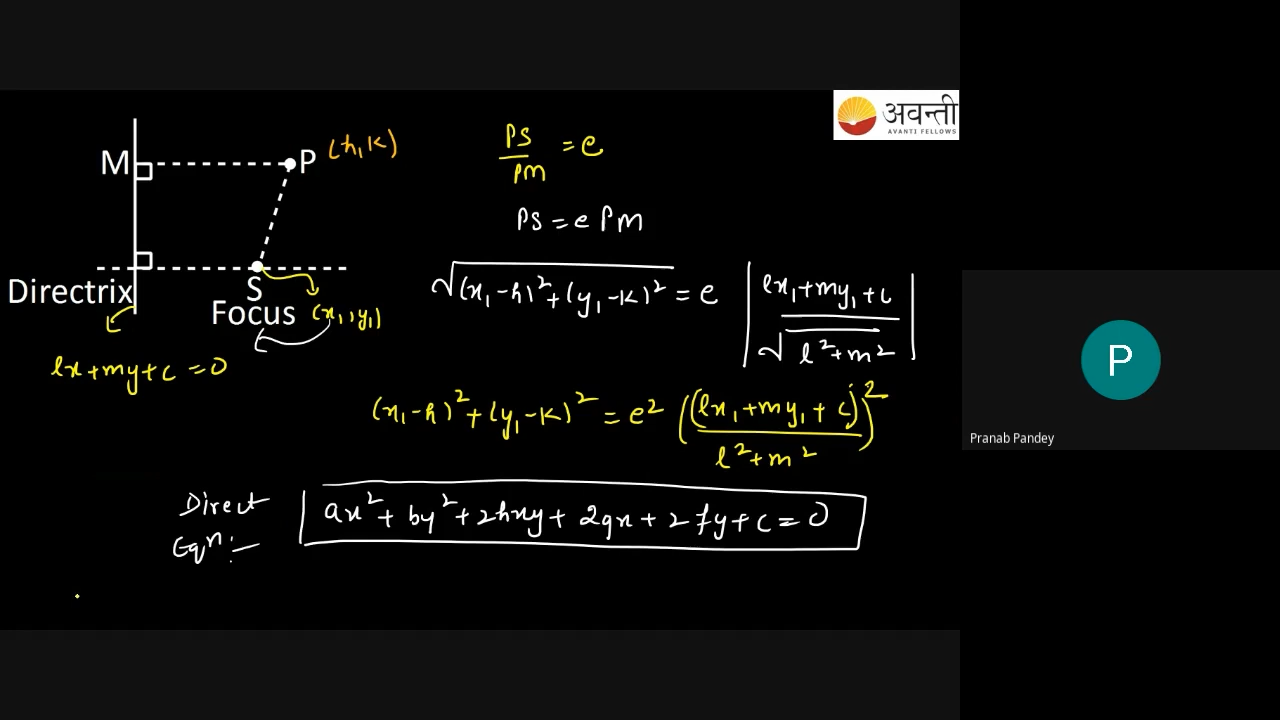 अवन्ती
AVANTI FELLOWS
M
P (h,k)
PS/PM = e
PS = e PM
Directrix
S
Focus
(x₁,y₁)
√(x₁-h)²+(y₁-k)² = e |lx₁+my₁+c / √l²+m²|
lx+my+c=0
(x₁-h)²+(y₁-k)² = e² ((lx₁+my₁+c)² / l²+m²)
Direct
Eqⁿ:-
ax²+by²+2hxy+2gx+2fy+c=0
P
Pranab Pandey